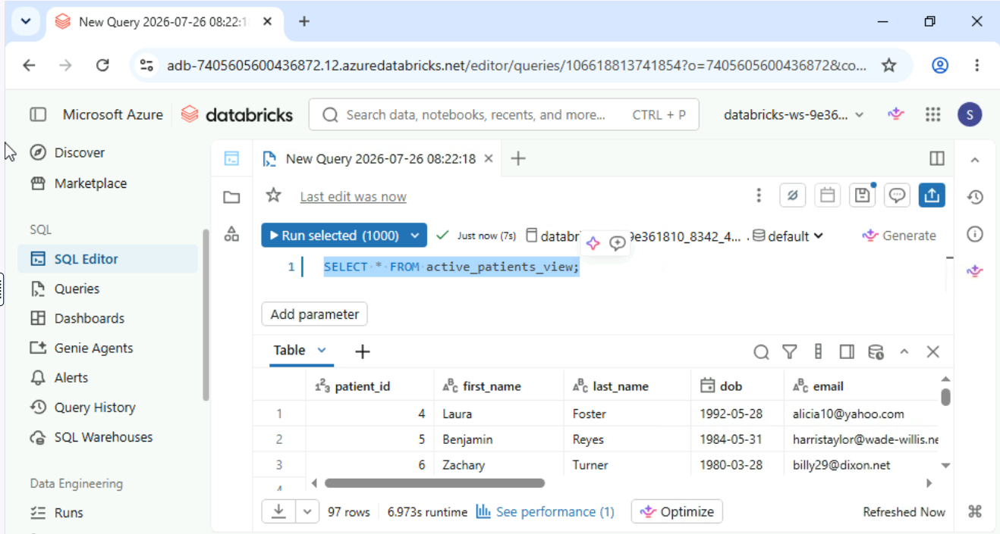 New Query 2026-07-26 08:22:1
adb-7405605600436872.12.azuredatabricks.net/editor/queries/106618813741854?o=7405605600436872&co...
Microsoft Azure databricks Search data, notebooks, recents, and more... CTRL + P databricks-ws-9e36... S
Discover
Marketplace
SQL
SQL Editor
Queries
Dashboards
Genie Agents
Alerts
Query History
SQL Warehouses
Data Engineering
Runs
New Query 2026-07-26 08:22:18
Last edit was now
Run selected (1000) Just now (7s) databr 9e361810_8342_4... . default Generate
1 SELECT * FROM active_patients_view;
Add parameter
Table
patient_id first_name last_name dob email
1 4 Laura Foster 1992-05-28 alicia10@yahoo.com
2 5 Benjamin Reyes 1984-05-31 harristaylor@wade-willis.ne
3 6 Zachary Turner 1980-03-28 billy29@dixon.net
97 rows 6.973s runtime See performance (1) Optimize Refreshed Now